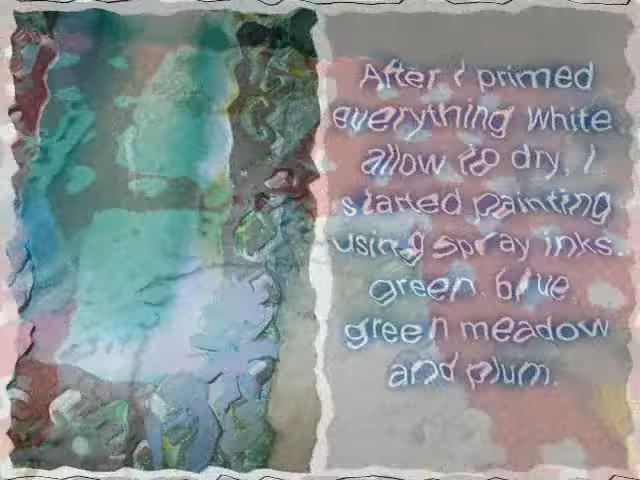 After I primed
everything white
allow to dry, I
started painting
using spray inks.
green, blue,
green meadow
and plum.